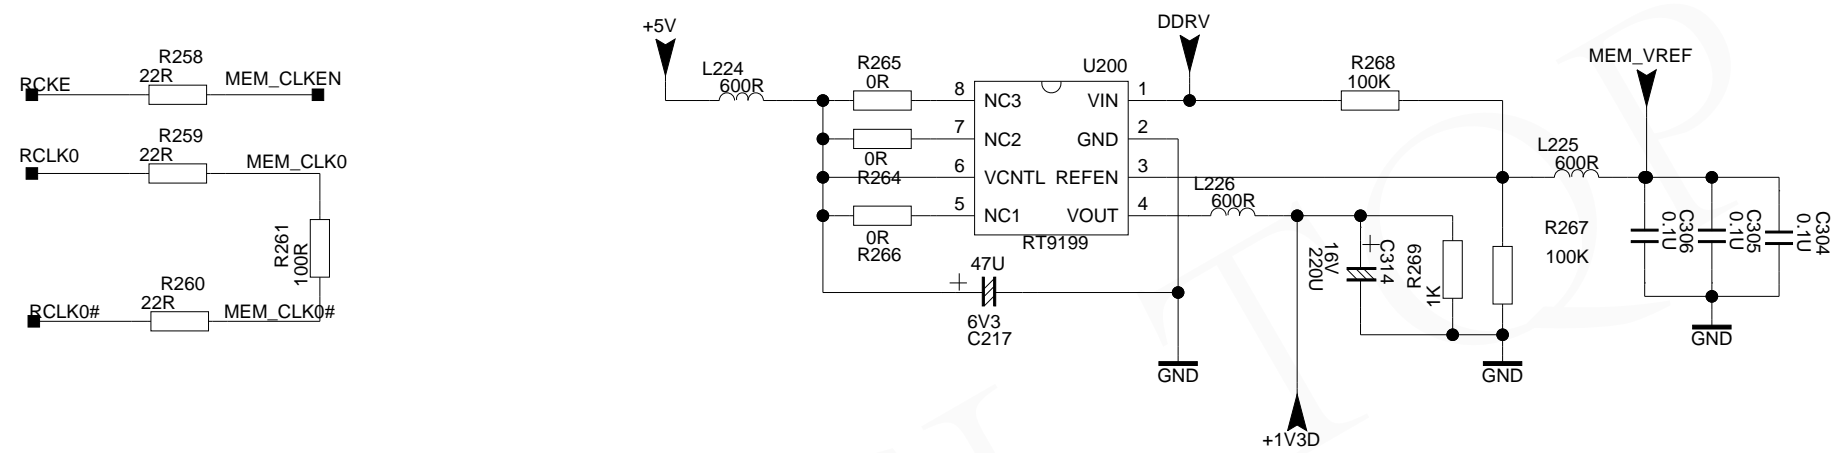 R258
22R
RCKE
MEM_CLKEN
R259
22R
RCLK0
MEM_CLK0
R261
100R
R260
22R
RCLK0#
MEM_CLK0#
+5V
L224
600R
R265
0R
0R
R264
0R
R266
U200
8
7
6
5
NC3
NC2
VCNTL
NC1
VIN
GND
REFEN
VOUT
1
2
3
4
RT9199
47U
6V3
C217
GND
DDRV
R268
100K
L226
600R
+1V3D
C314
16V
220U
R269
1K
R267
100K
GND
L225
600R
MEM_VREF
C306
0.1U
C305
0.1U
C304
0.1U
GND